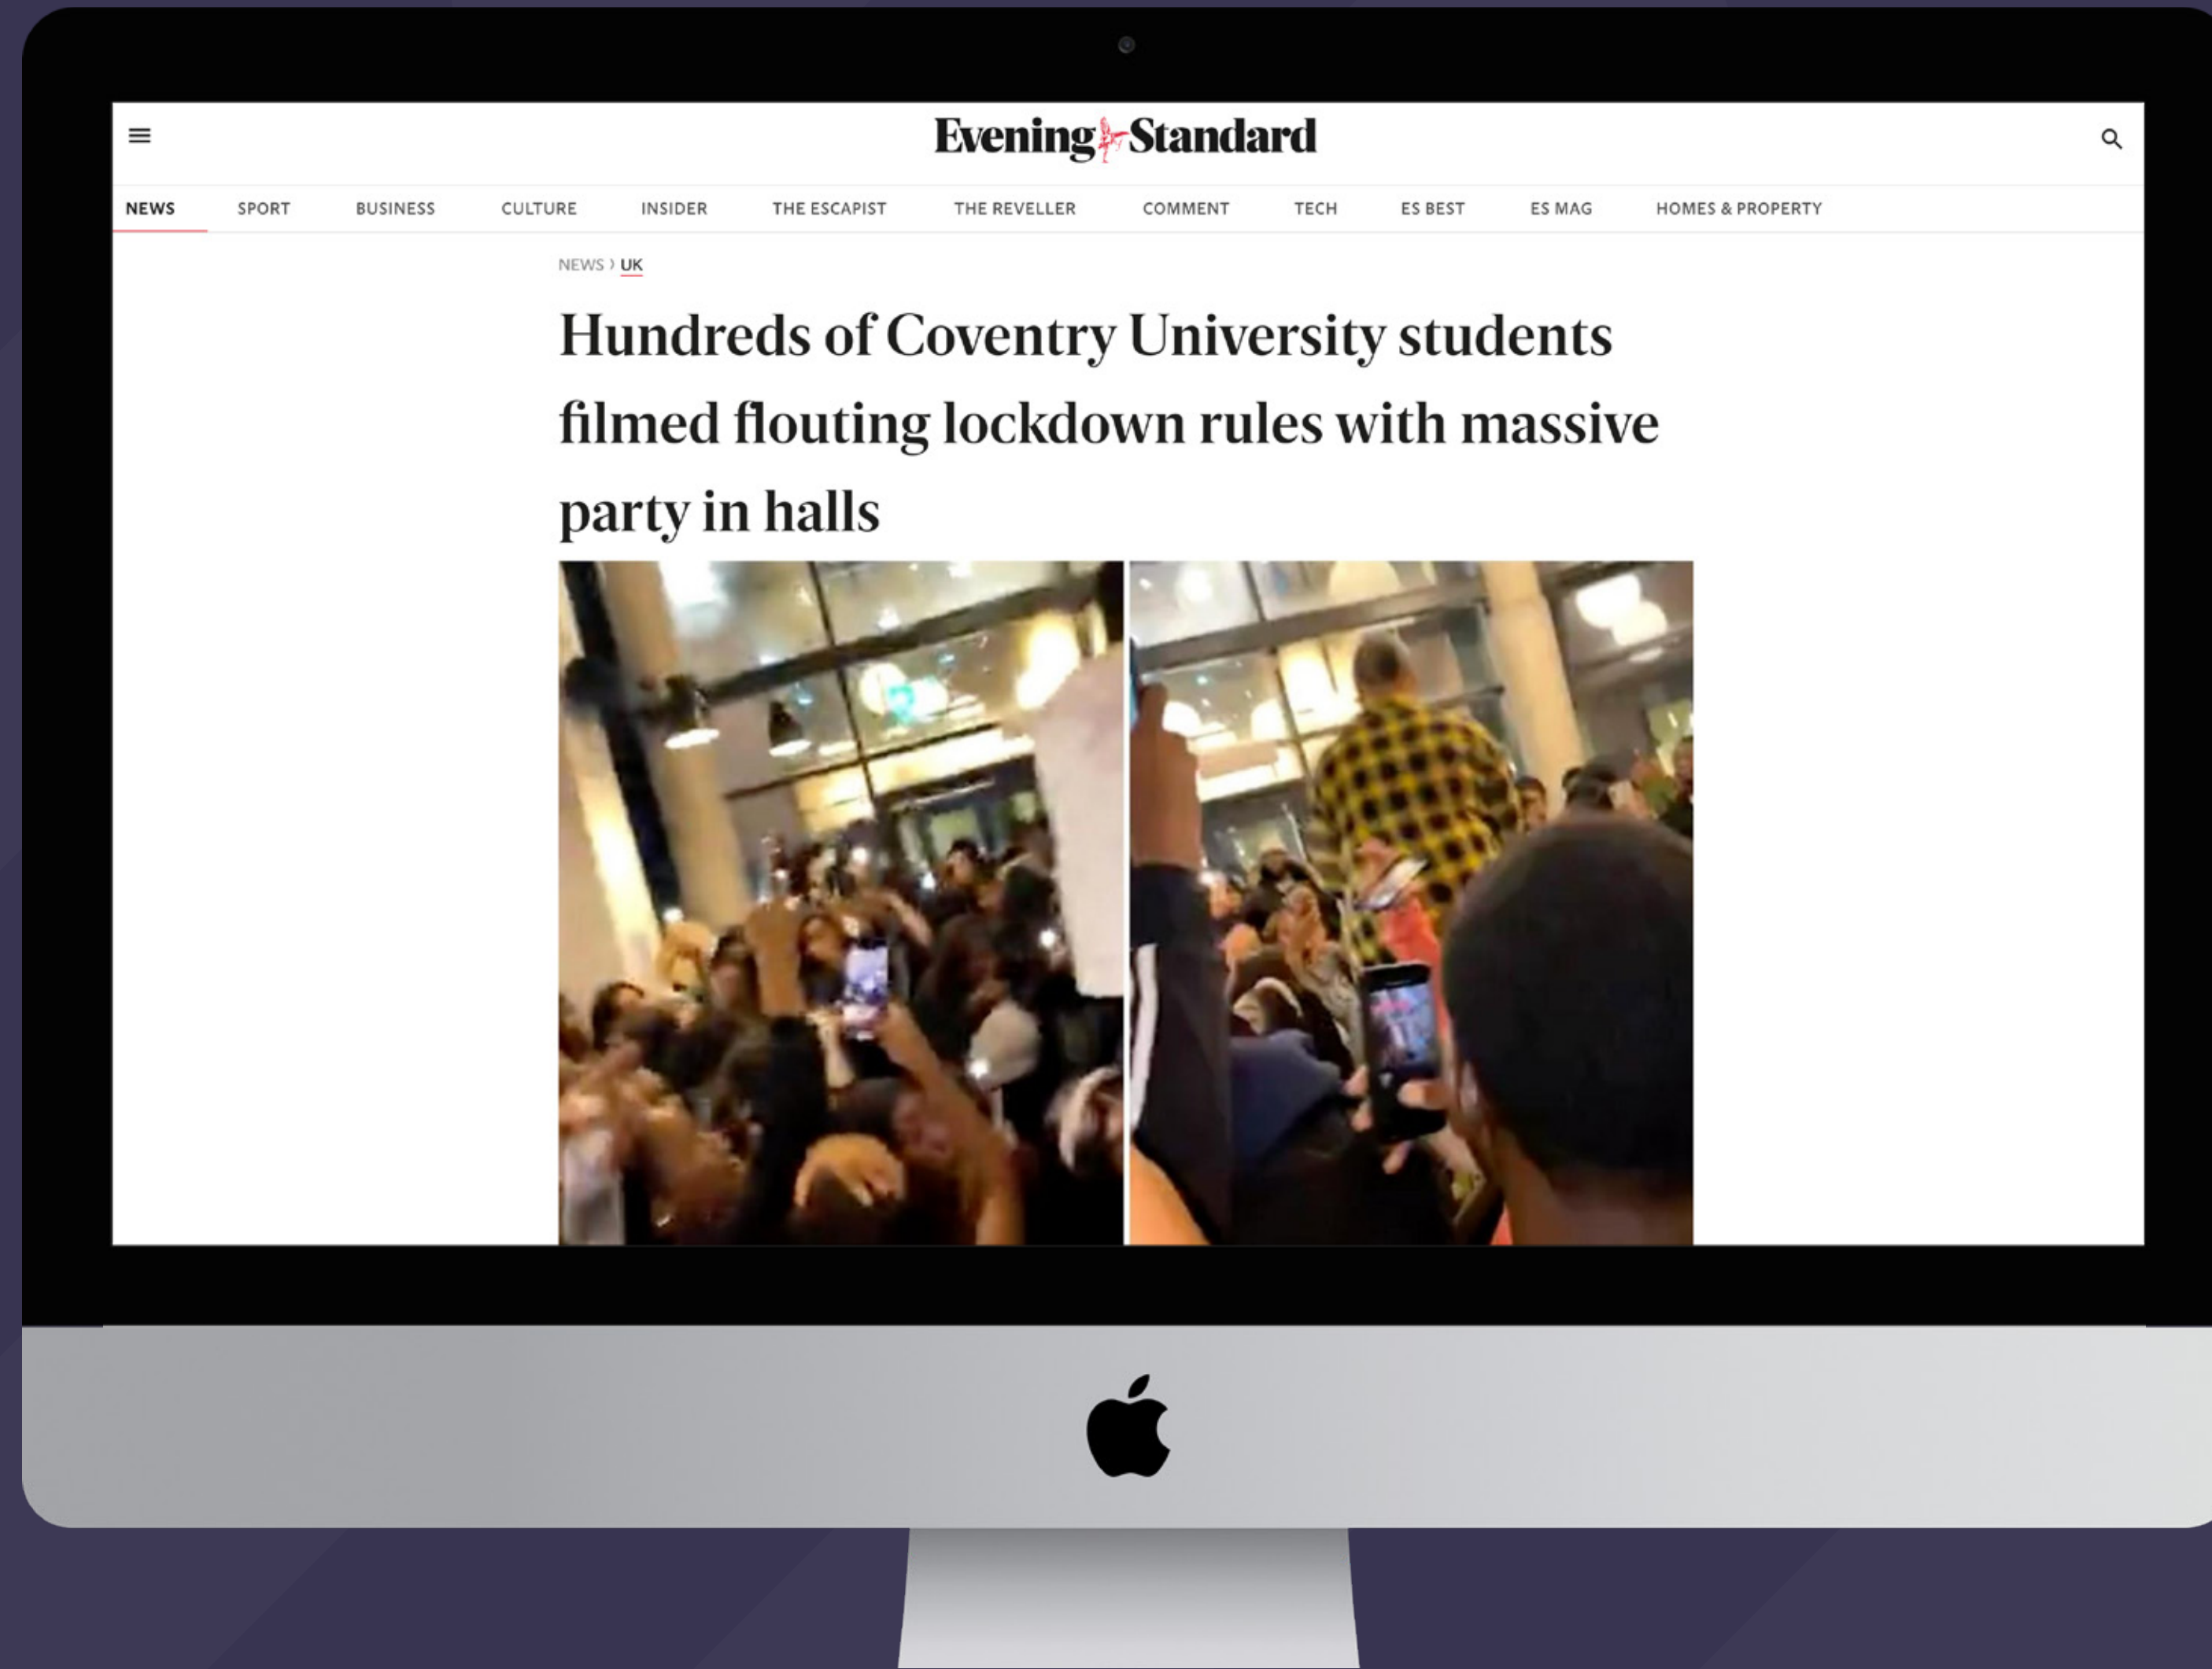 Evening Standard
NEWS SPORT BUSINESS CULTURE INSIDER THE ESCAPIST THE REVELLER COMMENT TECH ES BEST ES MAG HOMES & PROPERTY
NEWS > UK
Hundreds of Coventry University students
filmed flouting lockdown rules with massive
party in halls